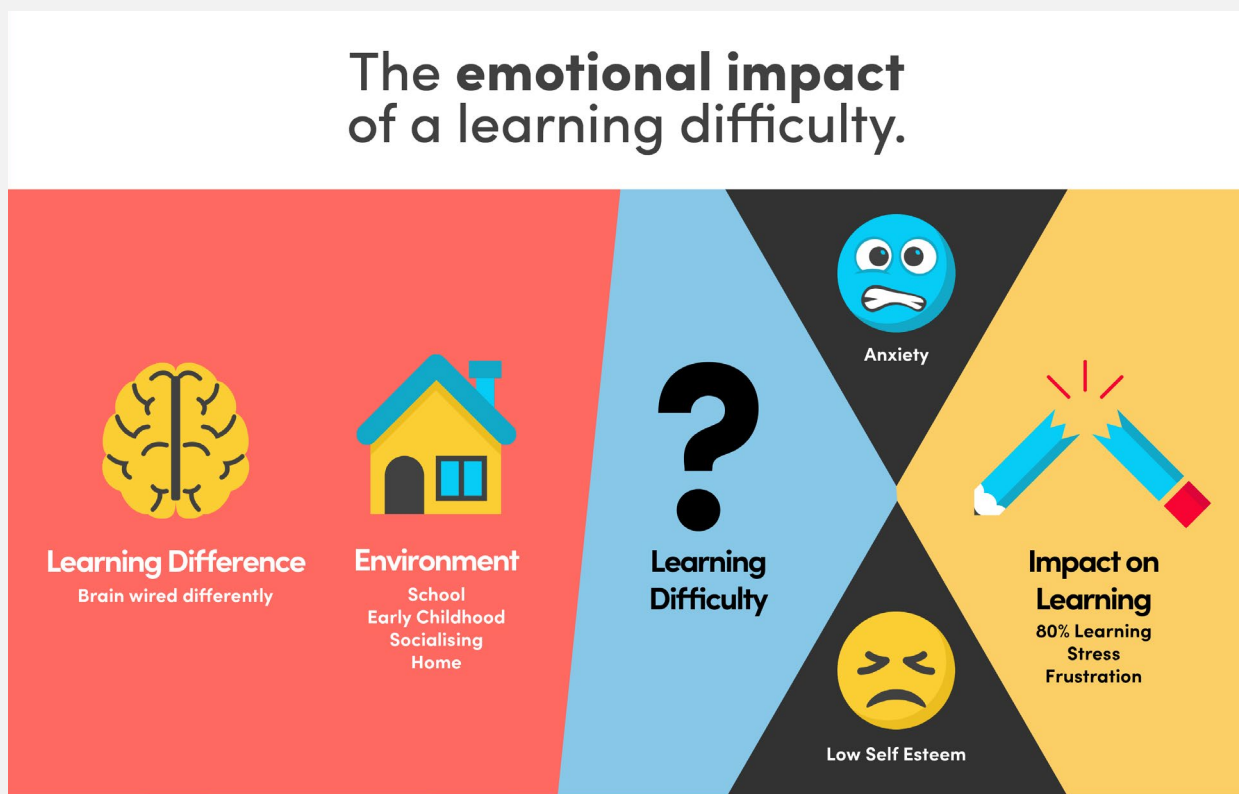 The emotional impact
of a learning difficulty.
Learning Difference
Brain wired differently
Environment
School
Early Childhood
Socialising
Home
?
Learning
Difficulty
Anxiety
Low Self Esteem
Impact on
Learning
80% Learning
Stress
Frustration